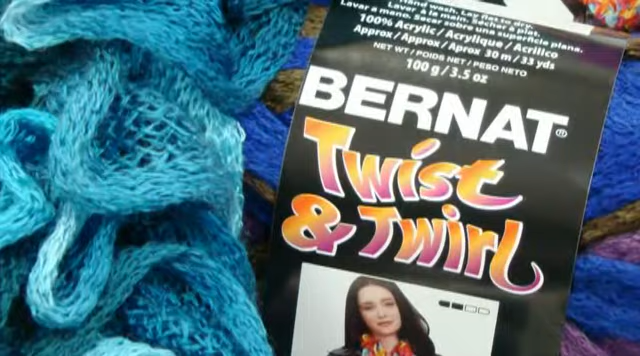 Hand wash. Lay flat to dry.
Laver à la main. Sécher à plat.
Lavar a mano. Secar sobre una superficie plana.
100% Acrylic / Acrylique / Acrílico
Approx / Approx / Aprox 30 m / 33 yds
NET WT / POIDS NET / PESO NETO
100 g / 3.5 oz
BERNAT®
Twist
& Twirl